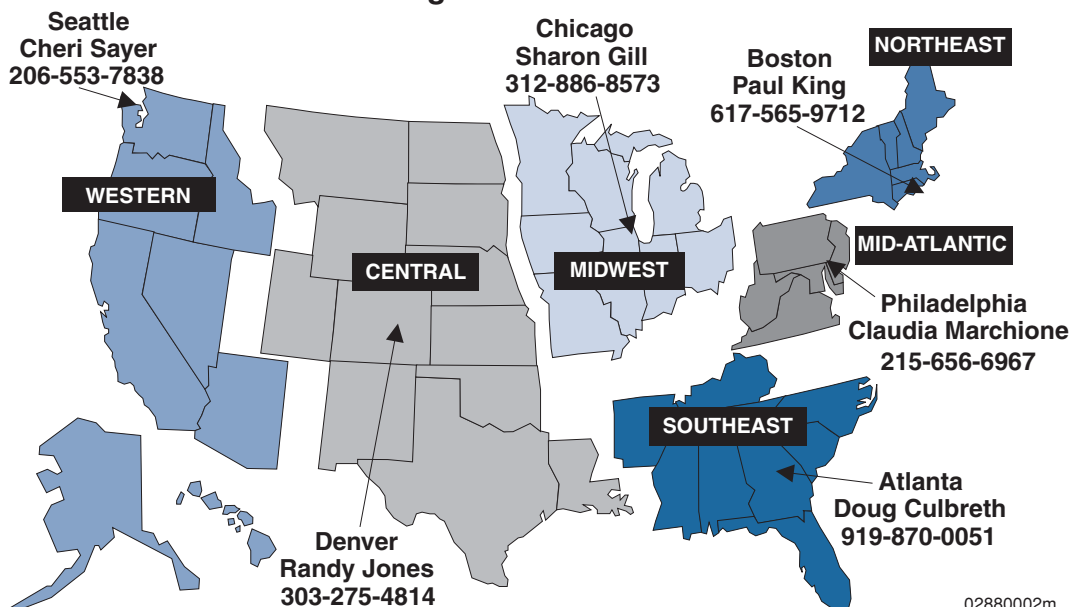 Seattle
Cheri Sayer
206-553-7838
Chicago
Sharon Gill
312-886-8573
Boston
Paul King
617-565-9712
NORTHEAST
WESTERN
CENTRAL
MIDWEST
MID-ATLANTIC
Philadelphia
Claudia Marchione
215-656-6967
SOUTHEAST
Atlanta
Doug Culbreth
919-870-0051
Denver
Randy Jones
303-275-4814
02880002m